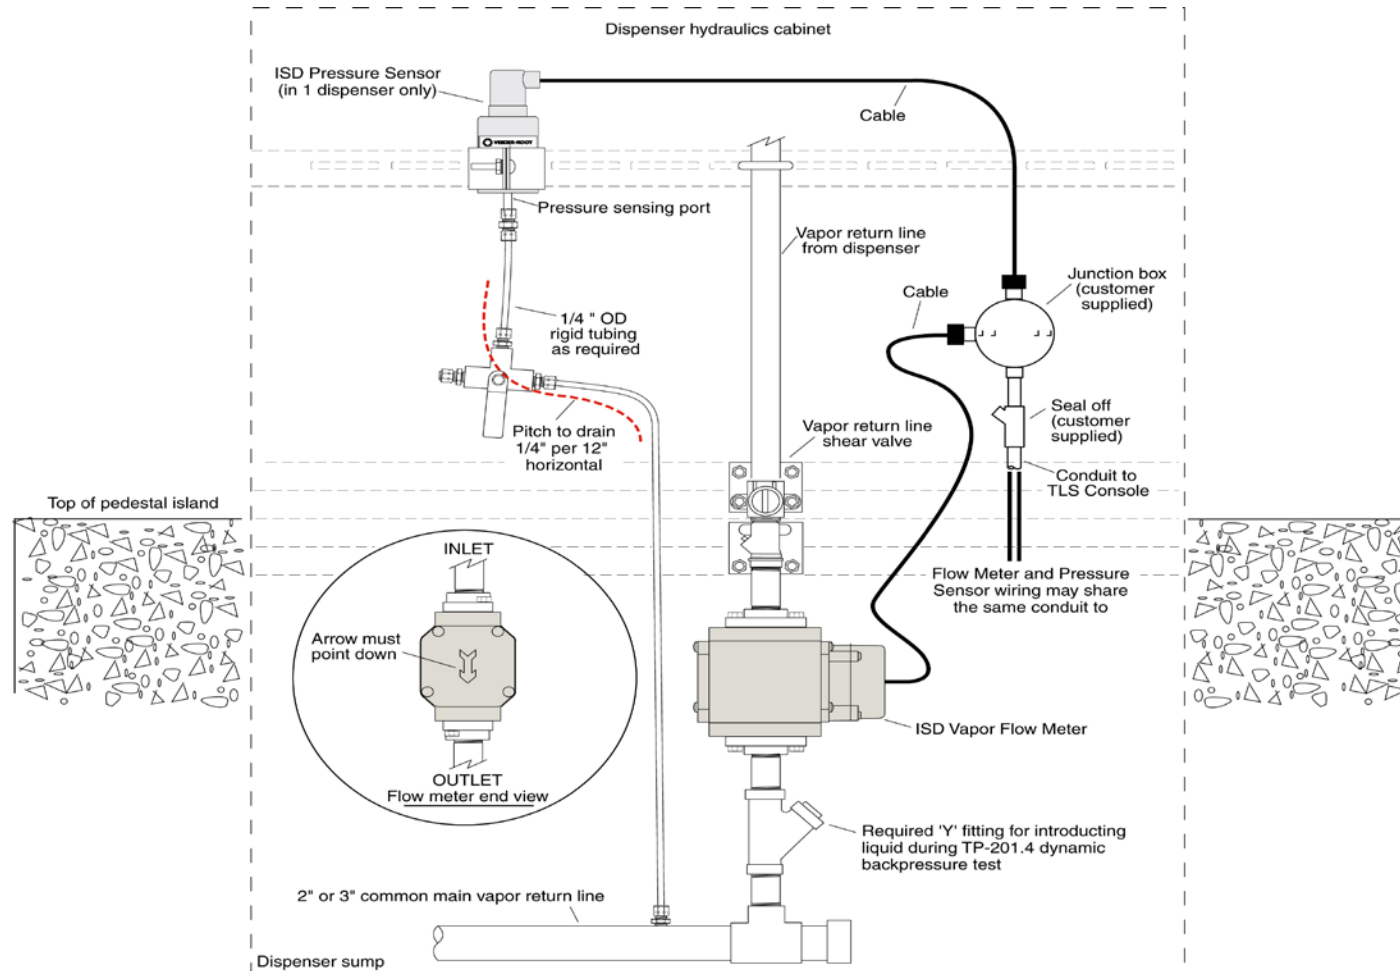 Dispenser hydraulics cabinet
ISD Pressure Sensor
(in 1 dispenser only)
Cable
VEEDER-ROOT
Pressure sensing port
Vapor return line
from dispenser
Junction box
(customer
supplied)
Cable
1/4 " OD
rigid tubing
as required
Seal off
(customer
supplied)
Vapor return line
shear valve
Pitch to drain
1/4" per 12"
horizontal
Conduit to
TLS Console
Top of pedestal island
INLET
Flow Meter and Pressure
Sensor wiring may share
the same conduit to
Arrow must
point down
ISD Vapor Flow Meter
OUTLET
Flow meter end view
Required 'Y' fitting for introducting
liquid during TP-201.4 dynamic
backpressure test
2" or 3" common main vapor return line
Dispenser sump